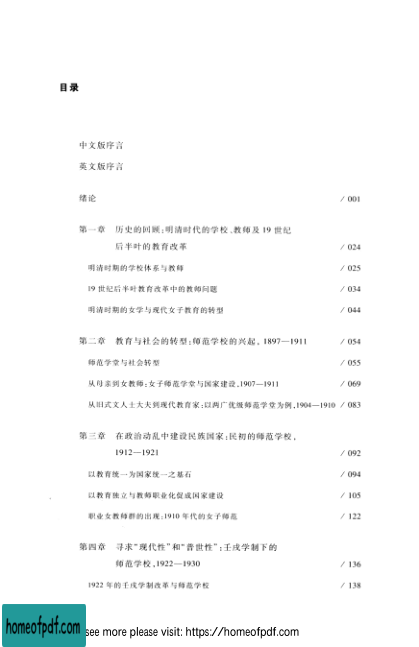 目录
中文版序言
英文版序言
绪论 / 001
第一章 历史的回顾：明清时代的学校、教师及 19 世纪
后半叶的教育改革 / 024
明清时期的学校体系与教师 / 025
19 世纪后半叶教育改革中的教师问题 / 034
明清时期的女学与现代女子教育的转型 / 044
第二章 教育与社会的转型：师范学校的兴起，1897—1911 / 054
师范学堂与社会转型 / 055
从母亲到女教师：女子师范学堂与国家建设，1907—1911 / 069
从旧式文人士大夫到现代教育家：以两广优级师范学堂为例，1904—1910 / 083
第三章 在政治动乱中建设民族国家：民初的师范学校，
1912—1921 / 092
以教育统一为国家统一之基石 / 094
以教育独立与教师职业化促成国家建设 / 105
职业女教师群的出现：1910 年代的女子师范 / 122
第四章 寻求“现代性”和“普世性”：壬戌学制下的
师范学校，1922—1930 / 136
1922 年的壬戌学制改革与师范学校 / 138
homeofpdf.com
see more please visit: https://homeofpdf.com